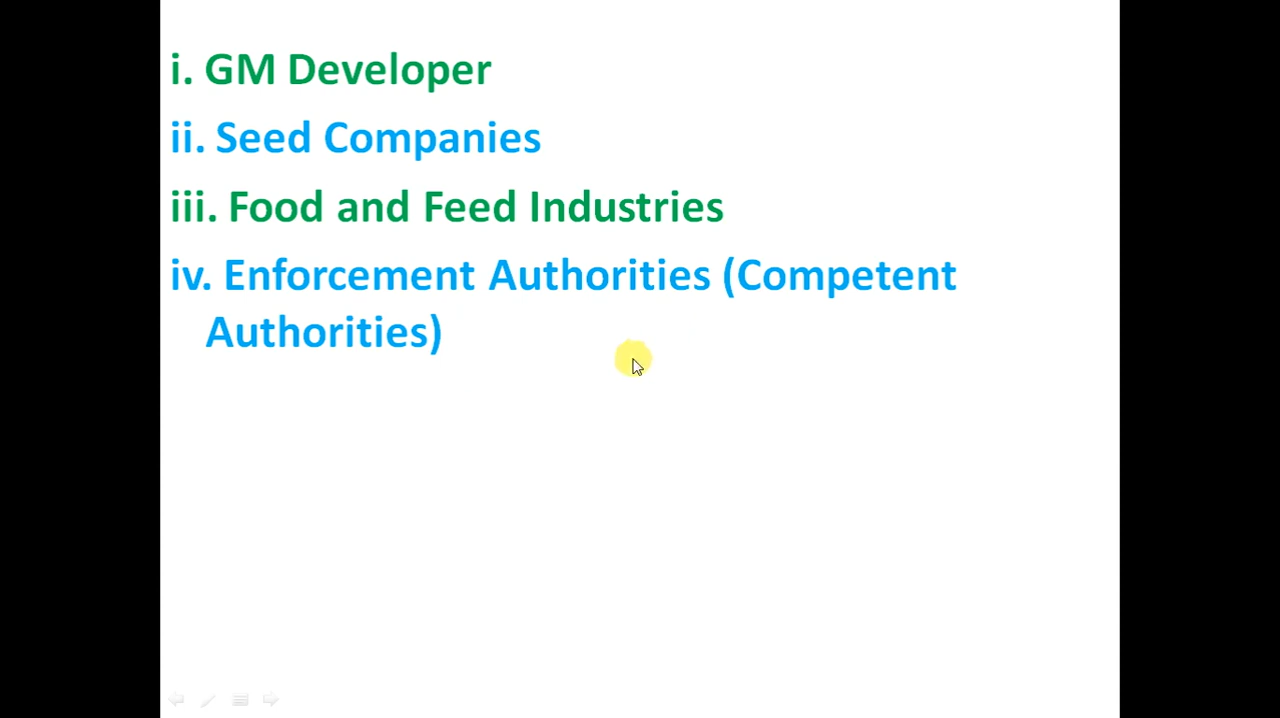 i. GM Developer
ii. Seed Companies
iii. Food and Feed Industries
iv. Enforcement Authorities (Competent
Authorities)